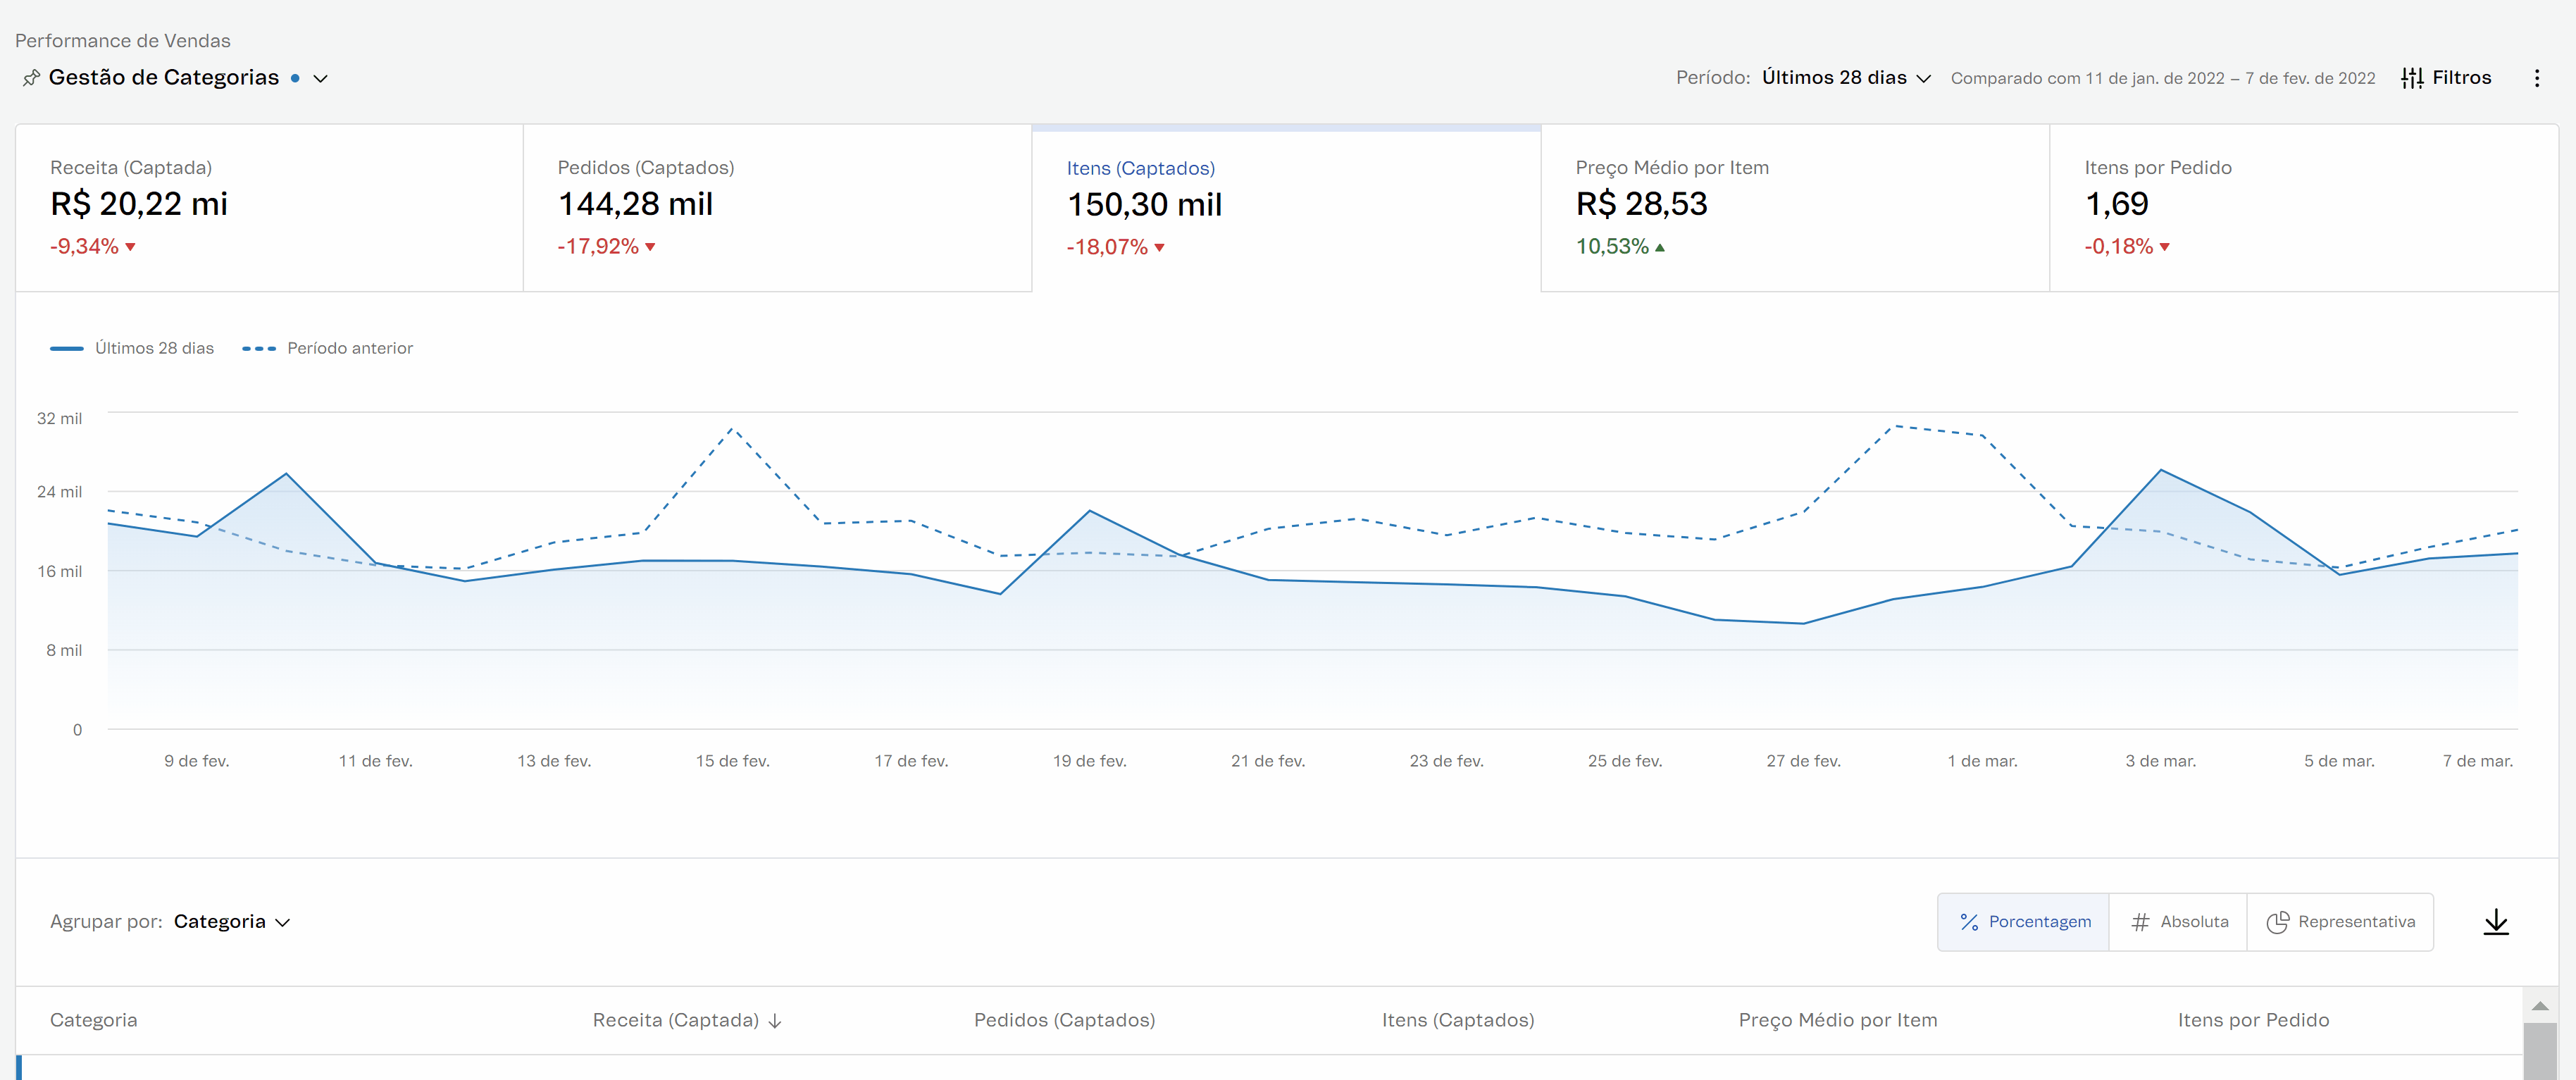 Performance de Vendas
Gestão de Categorias
Período: Últimos 28 dias Comparado com 11 de jan. de 2022 – 7 de fev. de 2022 Filtros
Receita (Captada)
R$ 20,22 mi
-9,34%
Pedidos (Captados)
144,28 mil
-17,92%
Itens (Captados)
150,30 mil
-18,07%
Preço Médio por Item
R$ 28,53
10,53%
Itens por Pedido
1,69
-0,18%
Últimos 28 dias Período anterior
32 mil
24 mil
16 mil
8 mil
0
9 de fev. 11 de fev. 13 de fev. 15 de fev. 17 de fev. 19 de fev. 21 de fev. 23 de fev. 25 de fev. 27 de fev. 1 de mar. 3 de mar. 5 de mar. 7 de mar.
Agrupar por: Categoria % Porcentagem # Absoluta Representativa
Categoria Receita (Captada) Pedidos (Captados) Itens (Captados) Preço Médio por Item Itens por Pedido